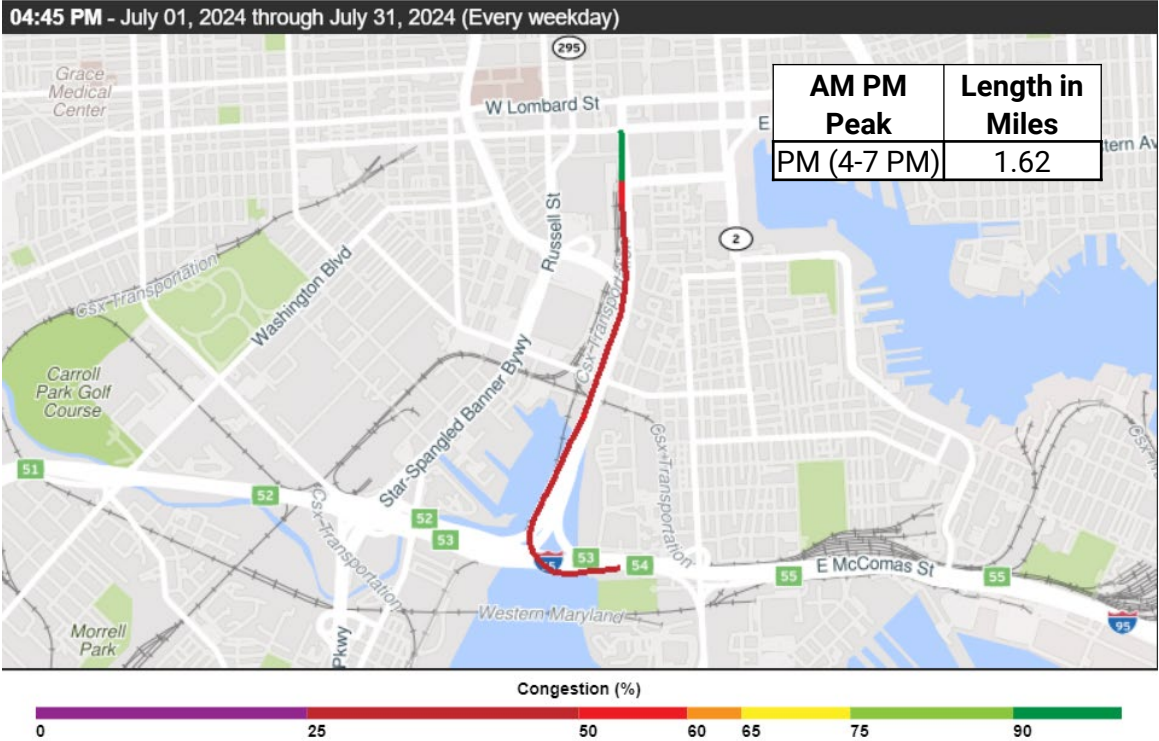 04:45 PM - July 01, 2024 through July 31, 2024 (Every weekday)
295
Grace
Medical
Center
W Lombard St
E
tern Av
AM PM
Peak
Length in
Miles
PM (4-7 PM)
1.62
Russell St
2
Csx Transportation
Washington Blvd
Csx-Transportation
Carroll
Park Golf
Course
Star-Spangled Banner Bywy
Csx-Transportation
51
52
Csx-Transportation
52
53
53
54
55
E McComas St
55
95
Western Maryland
Morrell
Park
Pkwy
Congestion (%)
0
25
50
60
65
75
90